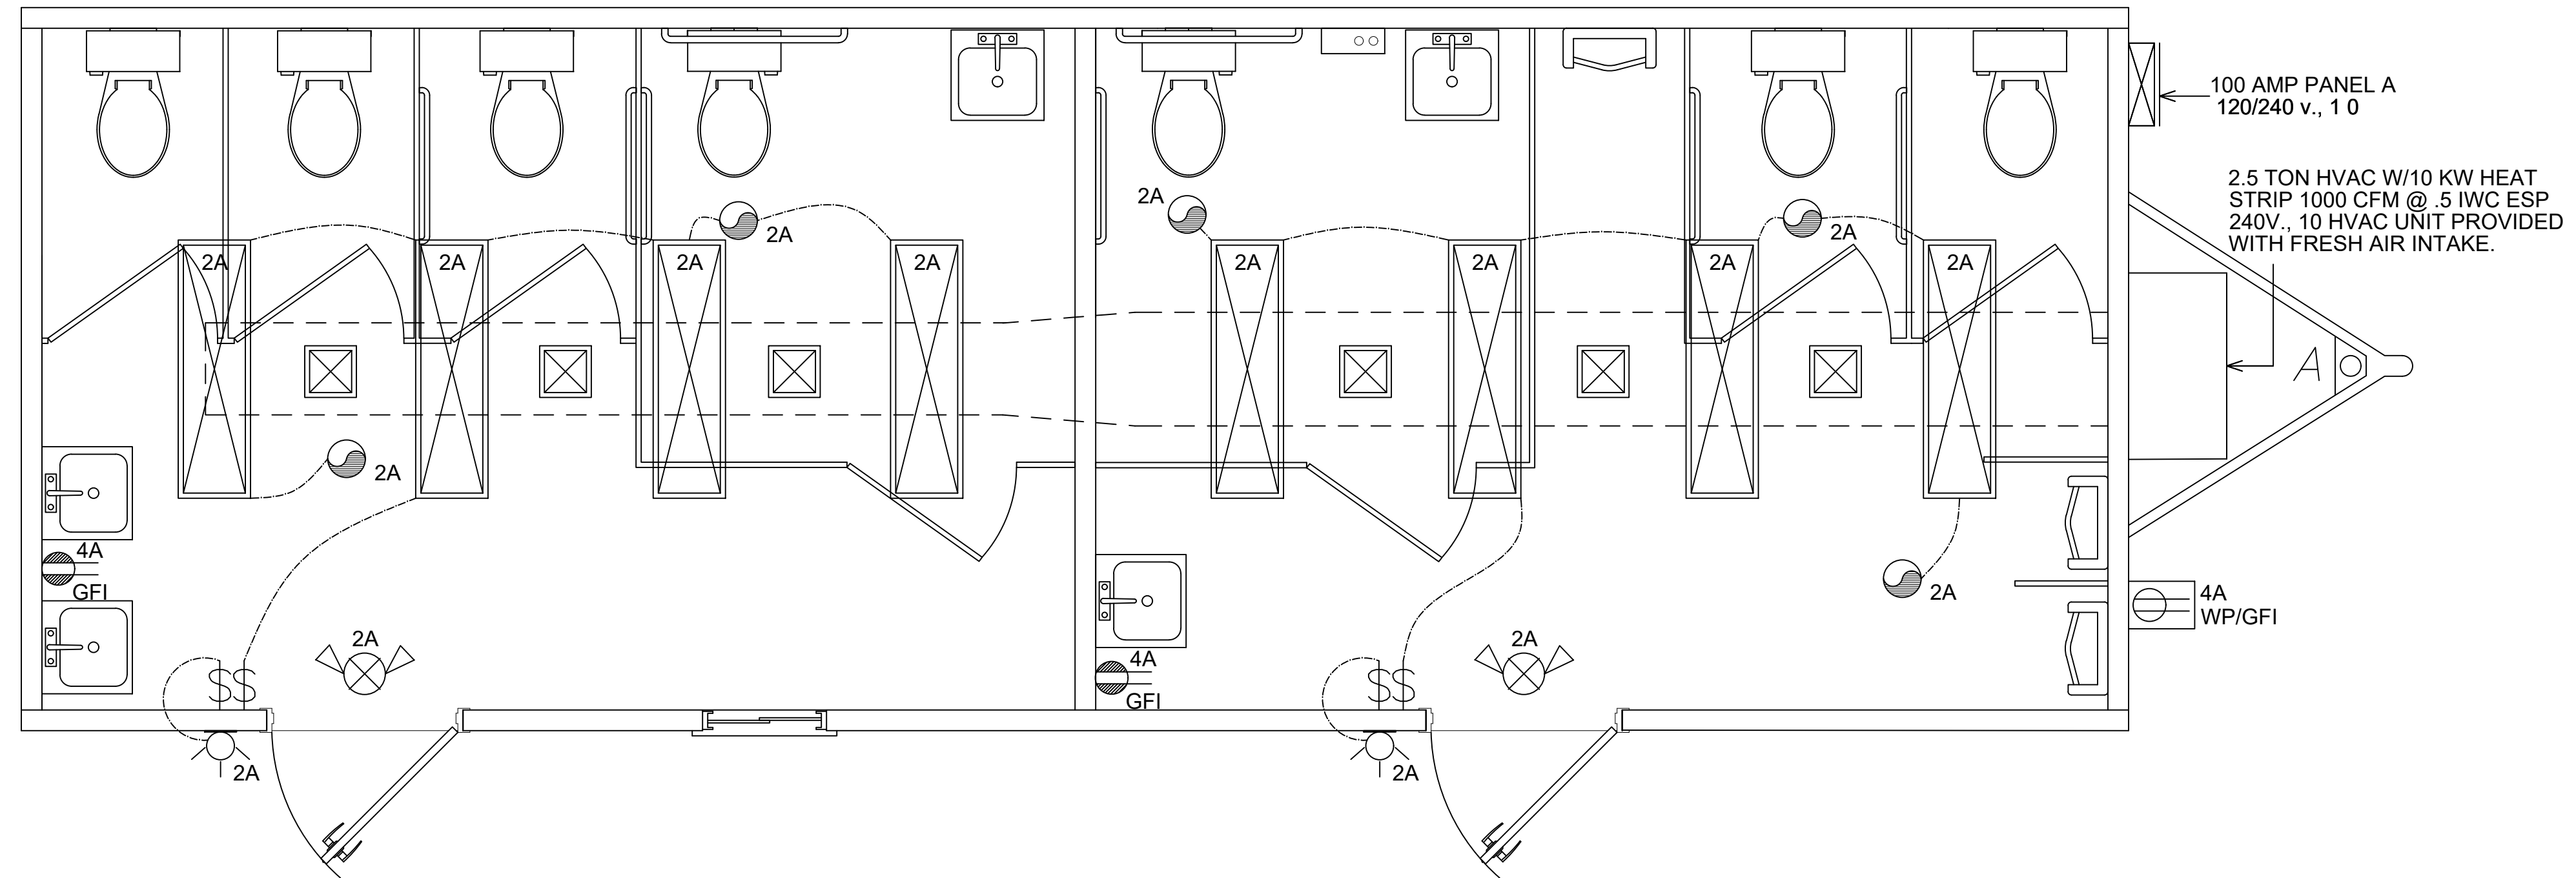 100 AMP PANEL A
120/240 v., 1 0
2.5 TON HVAC W/10 KW HEAT
STRIP 1000 CFM @ .5 IWC ESP
240V., 10 HVAC UNIT PROVIDED
WITH FRESH AIR INTAKE.
2A
2A
2A
2A
2A
2A
2A
2A
2A
2A
2A
2A
A
2A
4A
GFI
2A
4A
WP/GFI
2A
2A
4A
GFI
S S
S S
2A
2A